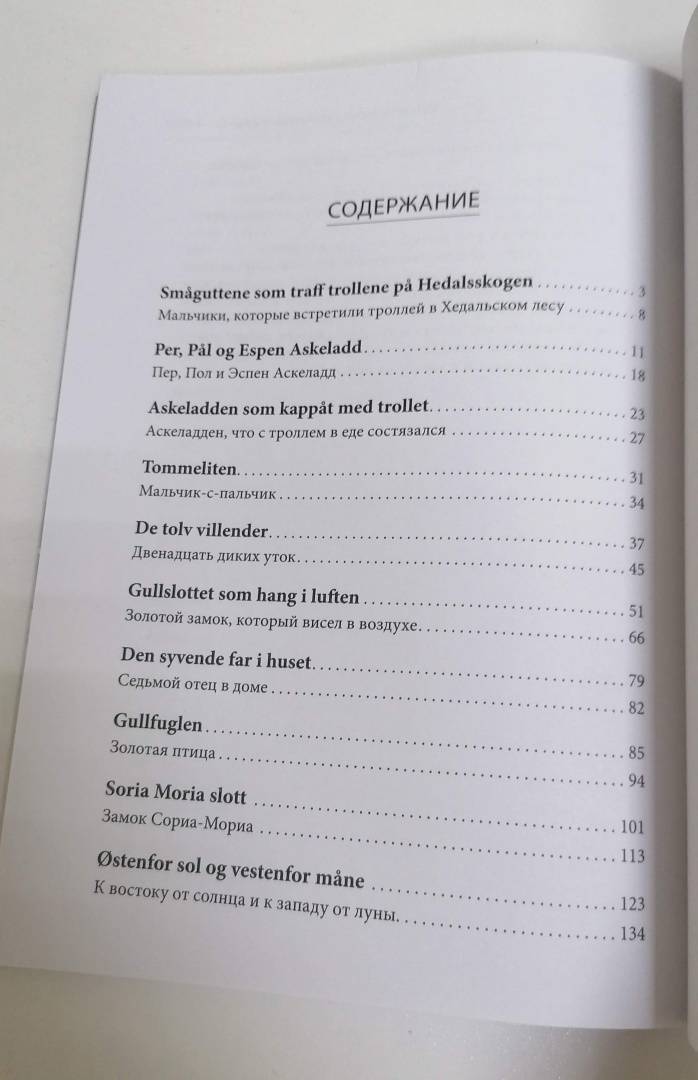 СОДЕРЖАНИЕ
Småguttene som traff trollene på Hedalsskogen . . . . . . . . . . . . . . . . 3
Мальчики, которые встретили троллей в Хедальском лесу . . . . . . . . . . . 8
Per, Pål og Espen Askeladd. . . . . . . . . . . . . . . . . . . . . . . . . . . . . . 11
Пер, Пол и Эспен Аскеладд . . . . . . . . . . . . . . . . . . . . . . . . . . . . . 18
Askeladden som kappåt med trollet. . . . . . . . . . . . . . . . . . . . . . . . 23
Аскеладден, что с троллем в еде состязался . . . . . . . . . . . . . . . . . . . 27
Tommeliten. . . . . . . . . . . . . . . . . . . . . . . . . . . . . . . . . . . . . . . 31
Мальчик-с-пальчик . . . . . . . . . . . . . . . . . . . . . . . . . . . . . . . . . . 34
De tolv villender. . . . . . . . . . . . . . . . . . . . . . . . . . . . . . . . . . . . 37
Двенадцать диких уток. . . . . . . . . . . . . . . . . . . . . . . . . . . . . . . . 45
Gullslottet som hang i luften . . . . . . . . . . . . . . . . . . . . . . . . . . . . 51
Золотой замок, который висел в воздухе. . . . . . . . . . . . . . . . . . . . . 66
Den syvende far i huset. . . . . . . . . . . . . . . . . . . . . . . . . . . . . . . . 79
Седьмой отец в доме . . . . . . . . . . . . . . . . . . . . . . . . . . . . . . . . . 82
Gullfuglen . . . . . . . . . . . . . . . . . . . . . . . . . . . . . . . . . . . . . . . . 85
Золотая птица . . . . . . . . . . . . . . . . . . . . . . . . . . . . . . . . . . . . . 94
Soria Moria slott . . . . . . . . . . . . . . . . . . . . . . . . . . . . . . . . . . . 101
Замок Сориа-Мориа . . . . . . . . . . . . . . . . . . . . . . . . . . . . . . . . . 113
Østenfor sol og vestenfor måne . . . . . . . . . . . . . . . . . . . . . . . . . 123
К востоку от солнца и к западу от луны. . . . . . . . . . . . . . . . . . . . . 134